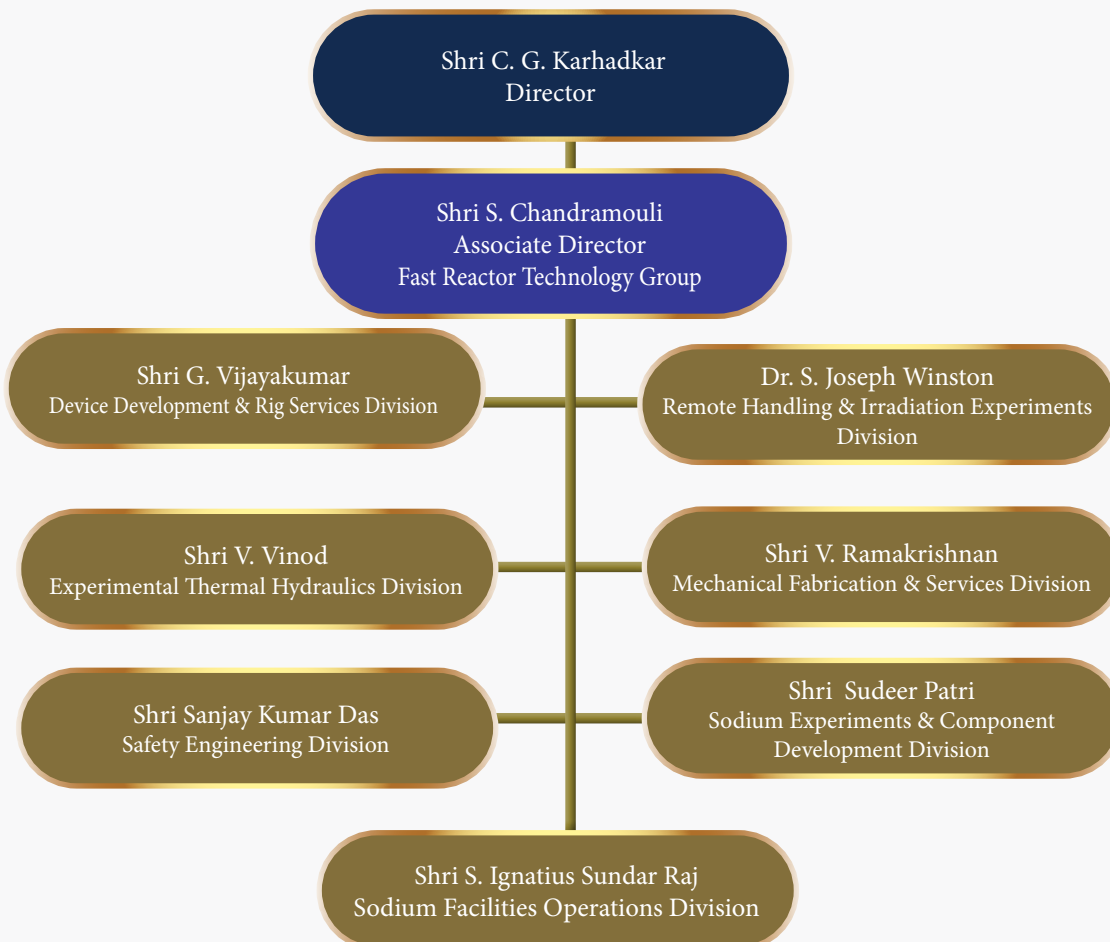 Shri C. G. Karhadkar
Director
Shri S. Chandramouli
Associate Director
Fast Reactor Technology Group
Shri G. Vijayakumar
Device Development & Rig Services Division
Dr. S. Joseph Winston
Remote Handling & Irradiation Experiments
Division
Shri V. Vinod
Experimental Thermal Hydraulics Division
Shri V. Ramakrishnan
Mechanical Fabrication & Services Division
Shri Sanjay Kumar Das
Safety Engineering Division
Shri Sudeer Patri
Sodium Experiments & Component
Development Division
Shri S. Ignatius Sundar Raj
Sodium Facilities Operations Division